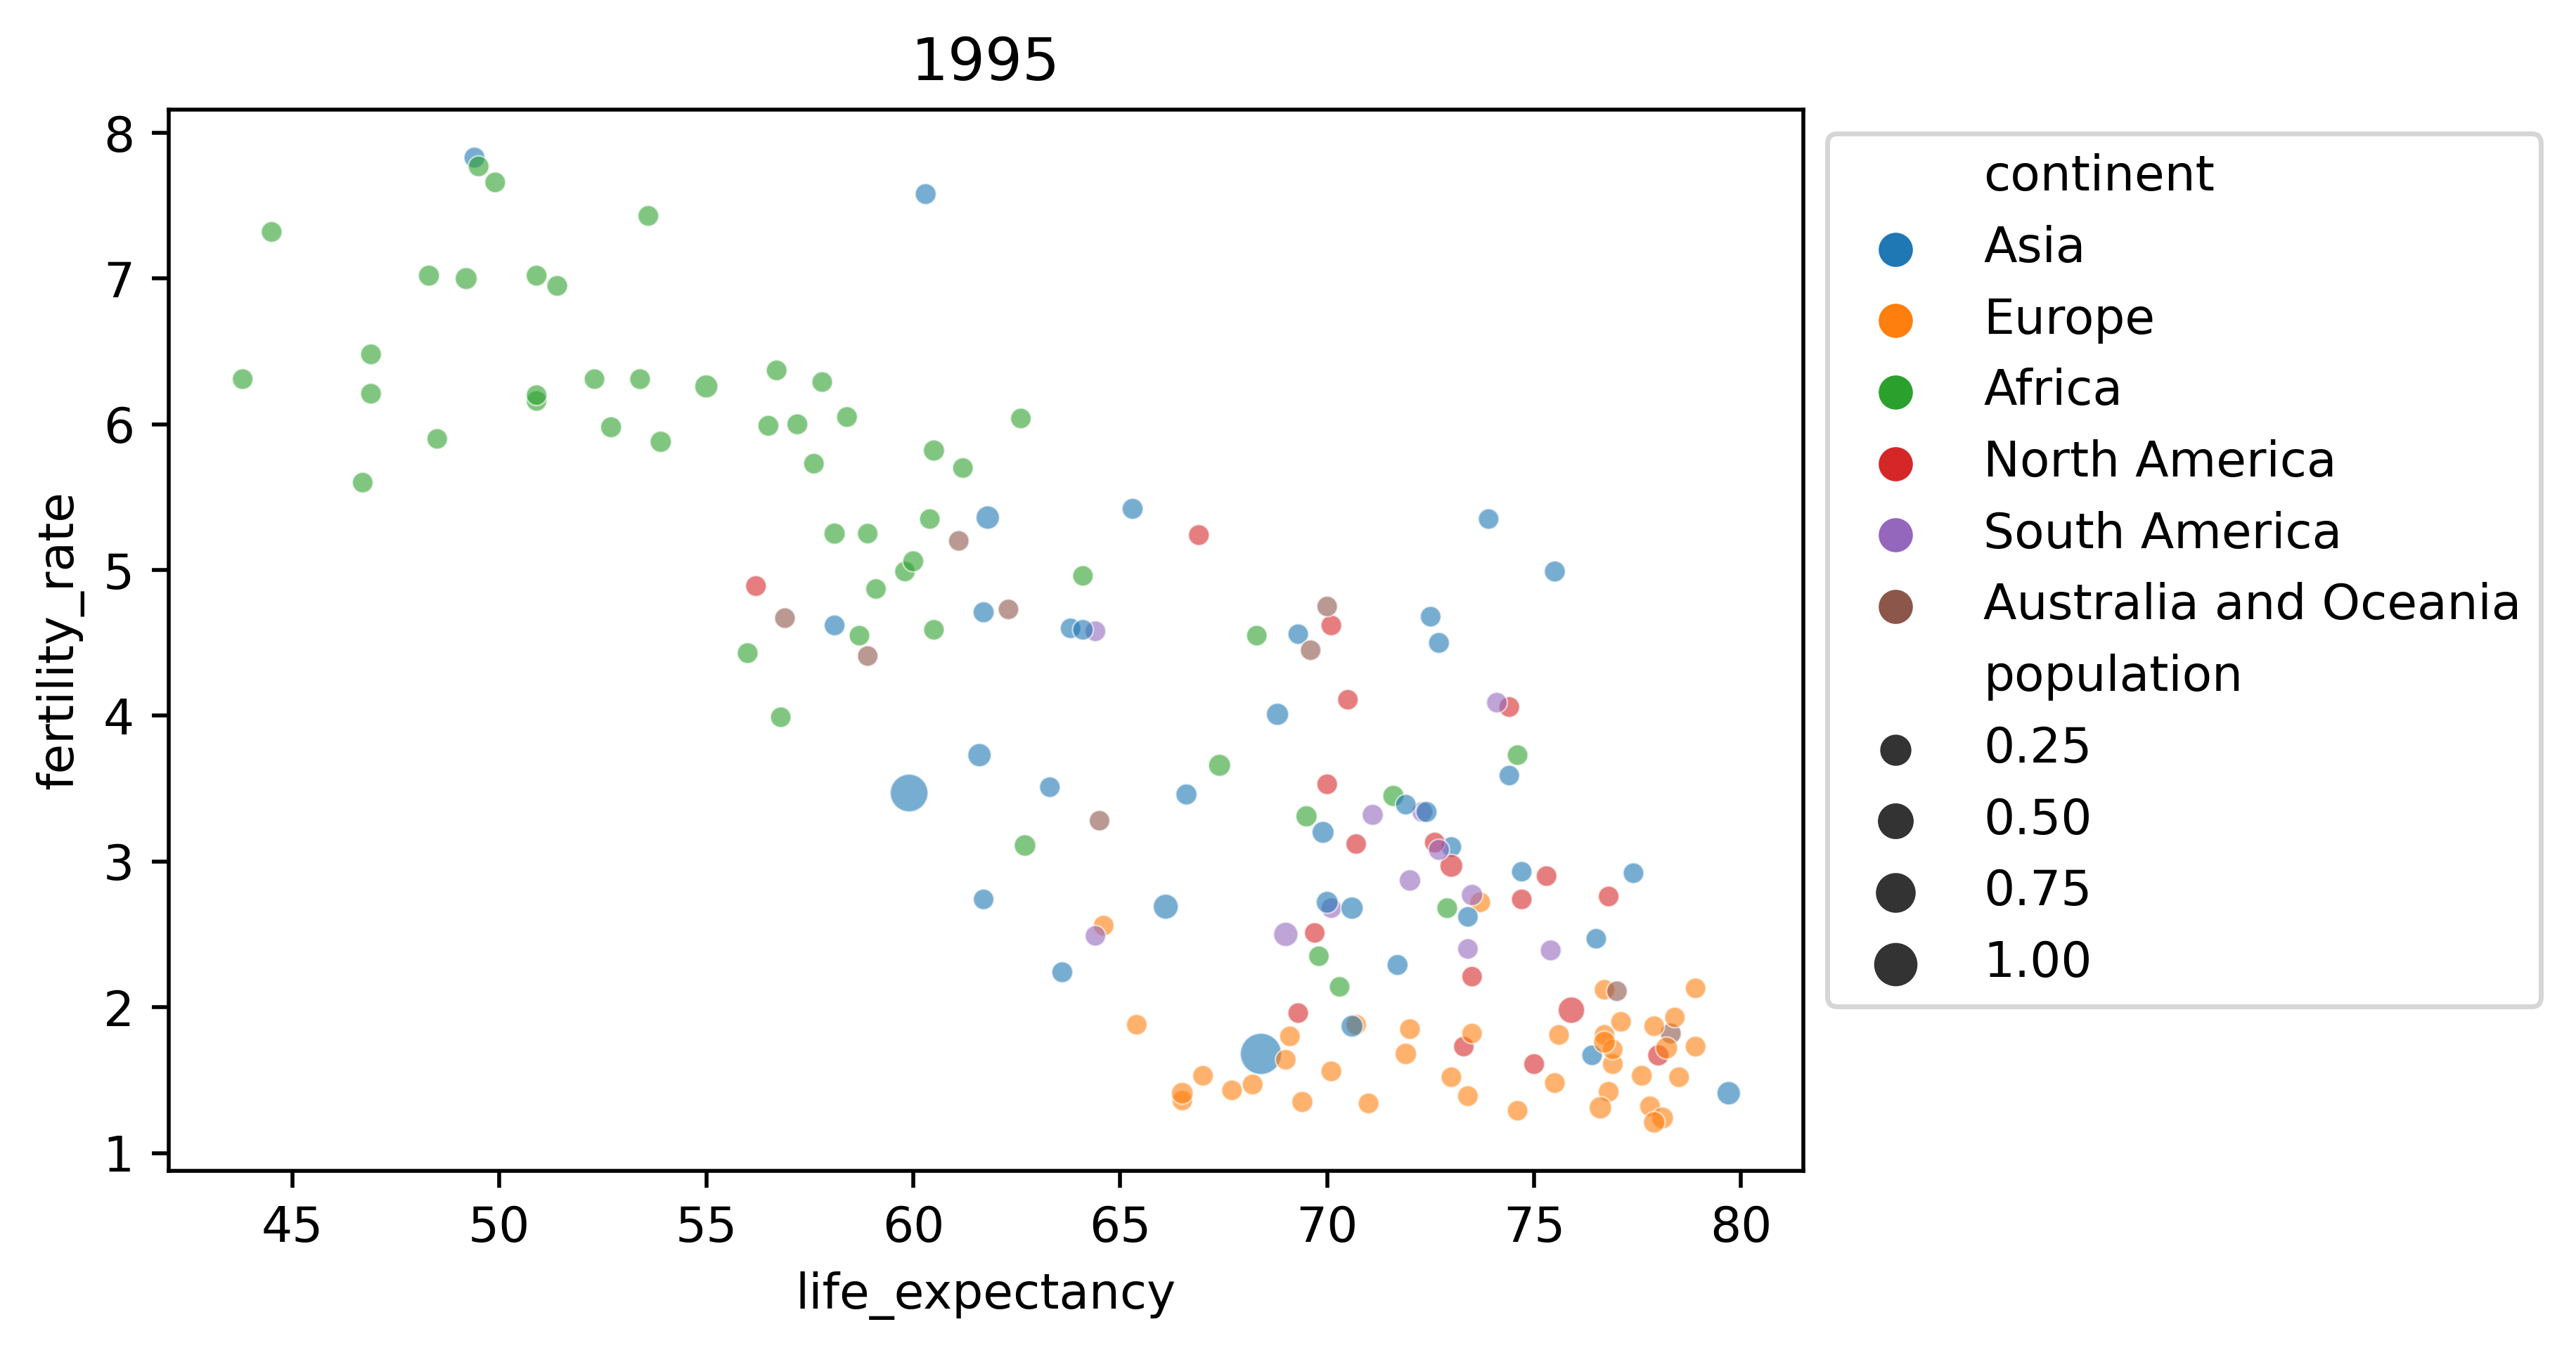 1995
8
7
6
5
4
3
2
1
fertility_rate
45 50 55 60 65 70 75 80
life_expectancy
continent
Asia
Europe
Africa
North America
South America
Australia and Oceania
population
0.25
0.50
0.75
1.00